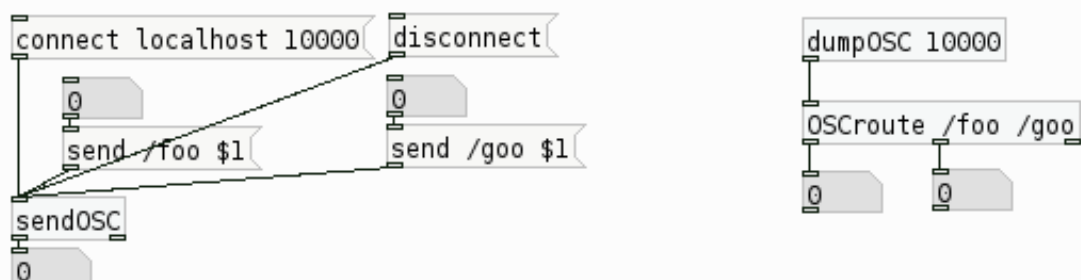 connect localhost 10000
disconnect
dumpOSC 10000
0
0
send /foo $1
send /goo $1
OSCroute /foo /goo
0
0
sendOSC
0